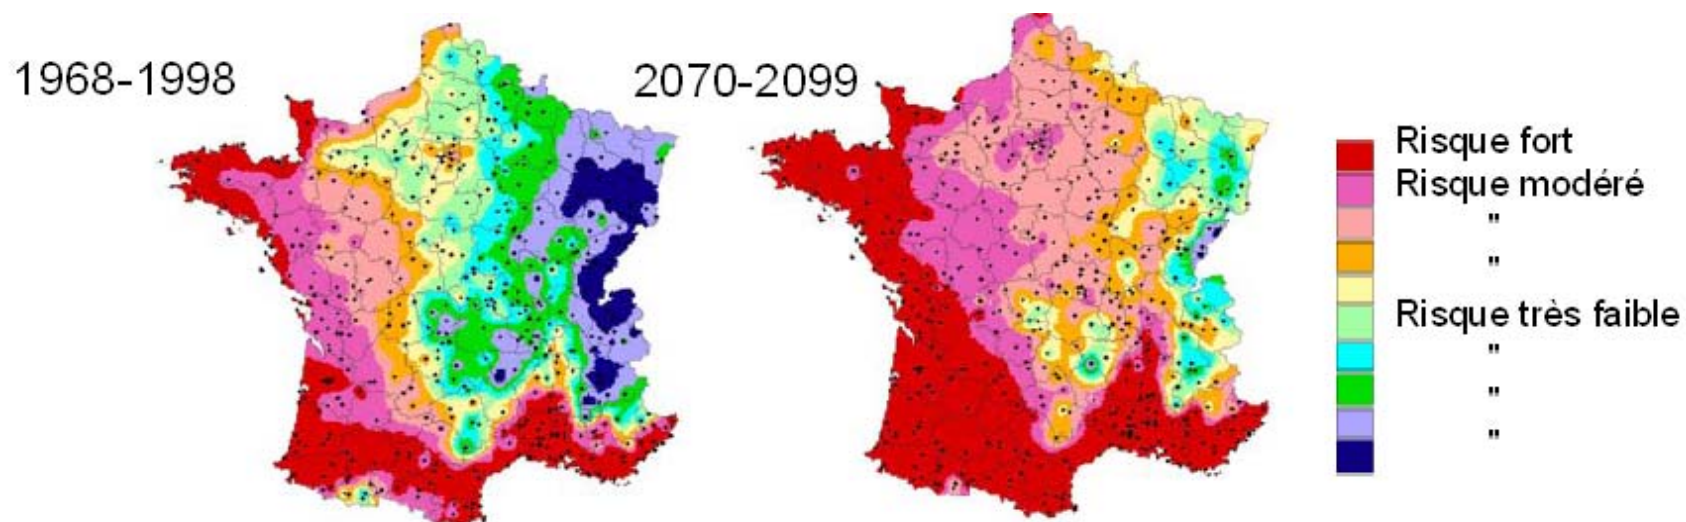 1968-1998
2070-2099
Risque fort
Risque modéré
"
"
Risque très faible
"
"
"